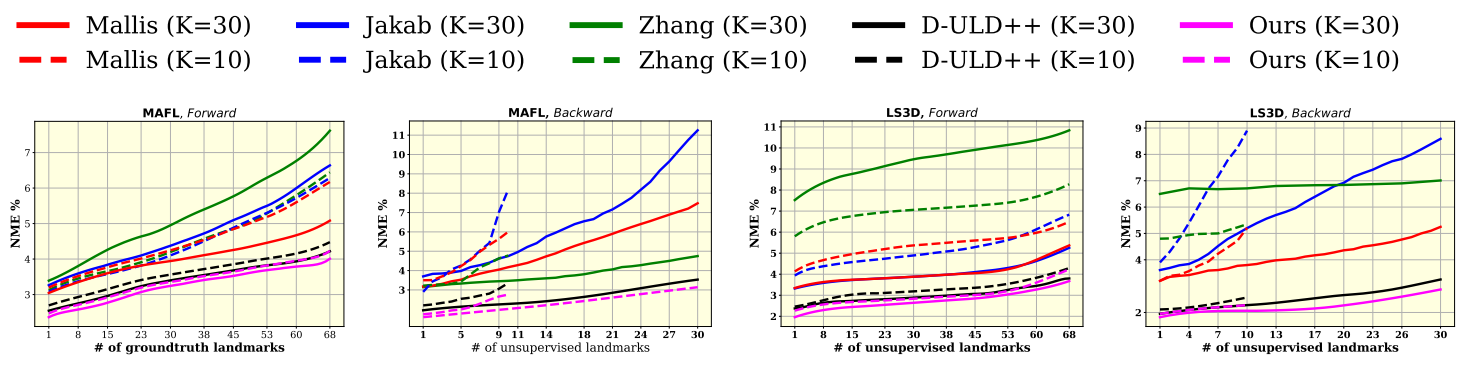 Mallis (K=30) Jakab (K=30) Zhang (K=30) D-ULD++ (K=30) Ours (K=30)
Mallis (K=10) Jakab (K=10) Zhang (K=10) D-ULD++ (K=10) Ours (K=10)
MAFL, Forward
NME %
7
6
5
4
3
1 8 15 23 30 38 45 53 60 68
# of groundtruth landmarks
MAFL, Backward
NME %
11
10
8
7
6
5
4
3
1 5 9 11 14 18 21 24 27 30
# of unsupervised landmarks
LS3D, Forward
NME %
11
10
9
8
7
6
5
4
3
2
1 8 15 23 30 38 45 53 60 68
# of unsupervised landmarks
LS3D, Backward
NME %
9
8
7
6
5
4
2
1 4 7 10 13 17 20 23 26 30
# of unsupervised landmarks